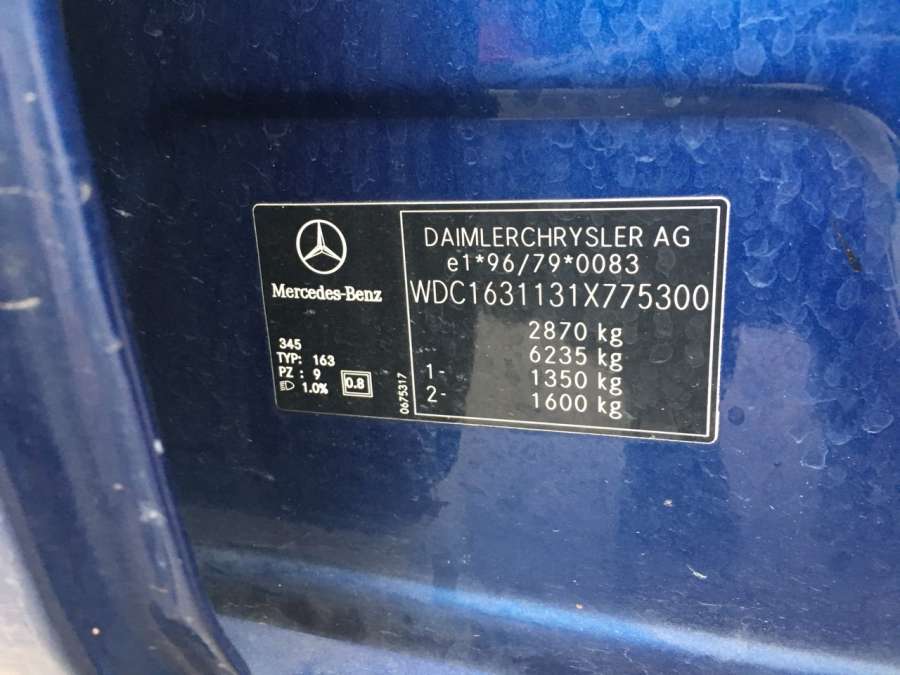 Mercedes-Benz
345
TYP: 163
PZ : 9
1.0%
0.8
0675317
DAIMLERCHRYSLER AG
e1*96/79*0083
WDC1631131X775300
2870 kg
6235 kg
1- 1350 kg
2- 1600 kg